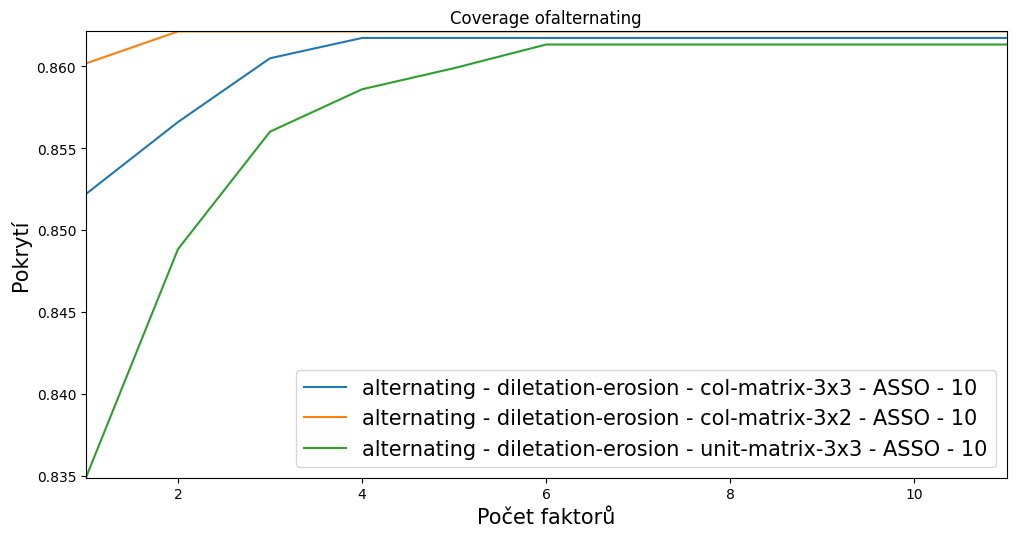 Coverage ofalternating
0.860
0.855
0.850
0.845
0.840
0.835
Pokrytí
alternating - diletation-erosion - col-matrix-3x3 - ASSO - 10
alternating - diletation-erosion - col-matrix-3x2 - ASSO - 10
alternating - diletation-erosion - unit-matrix-3x3 - ASSO - 10
2 4 6 8 10
Počet faktorů